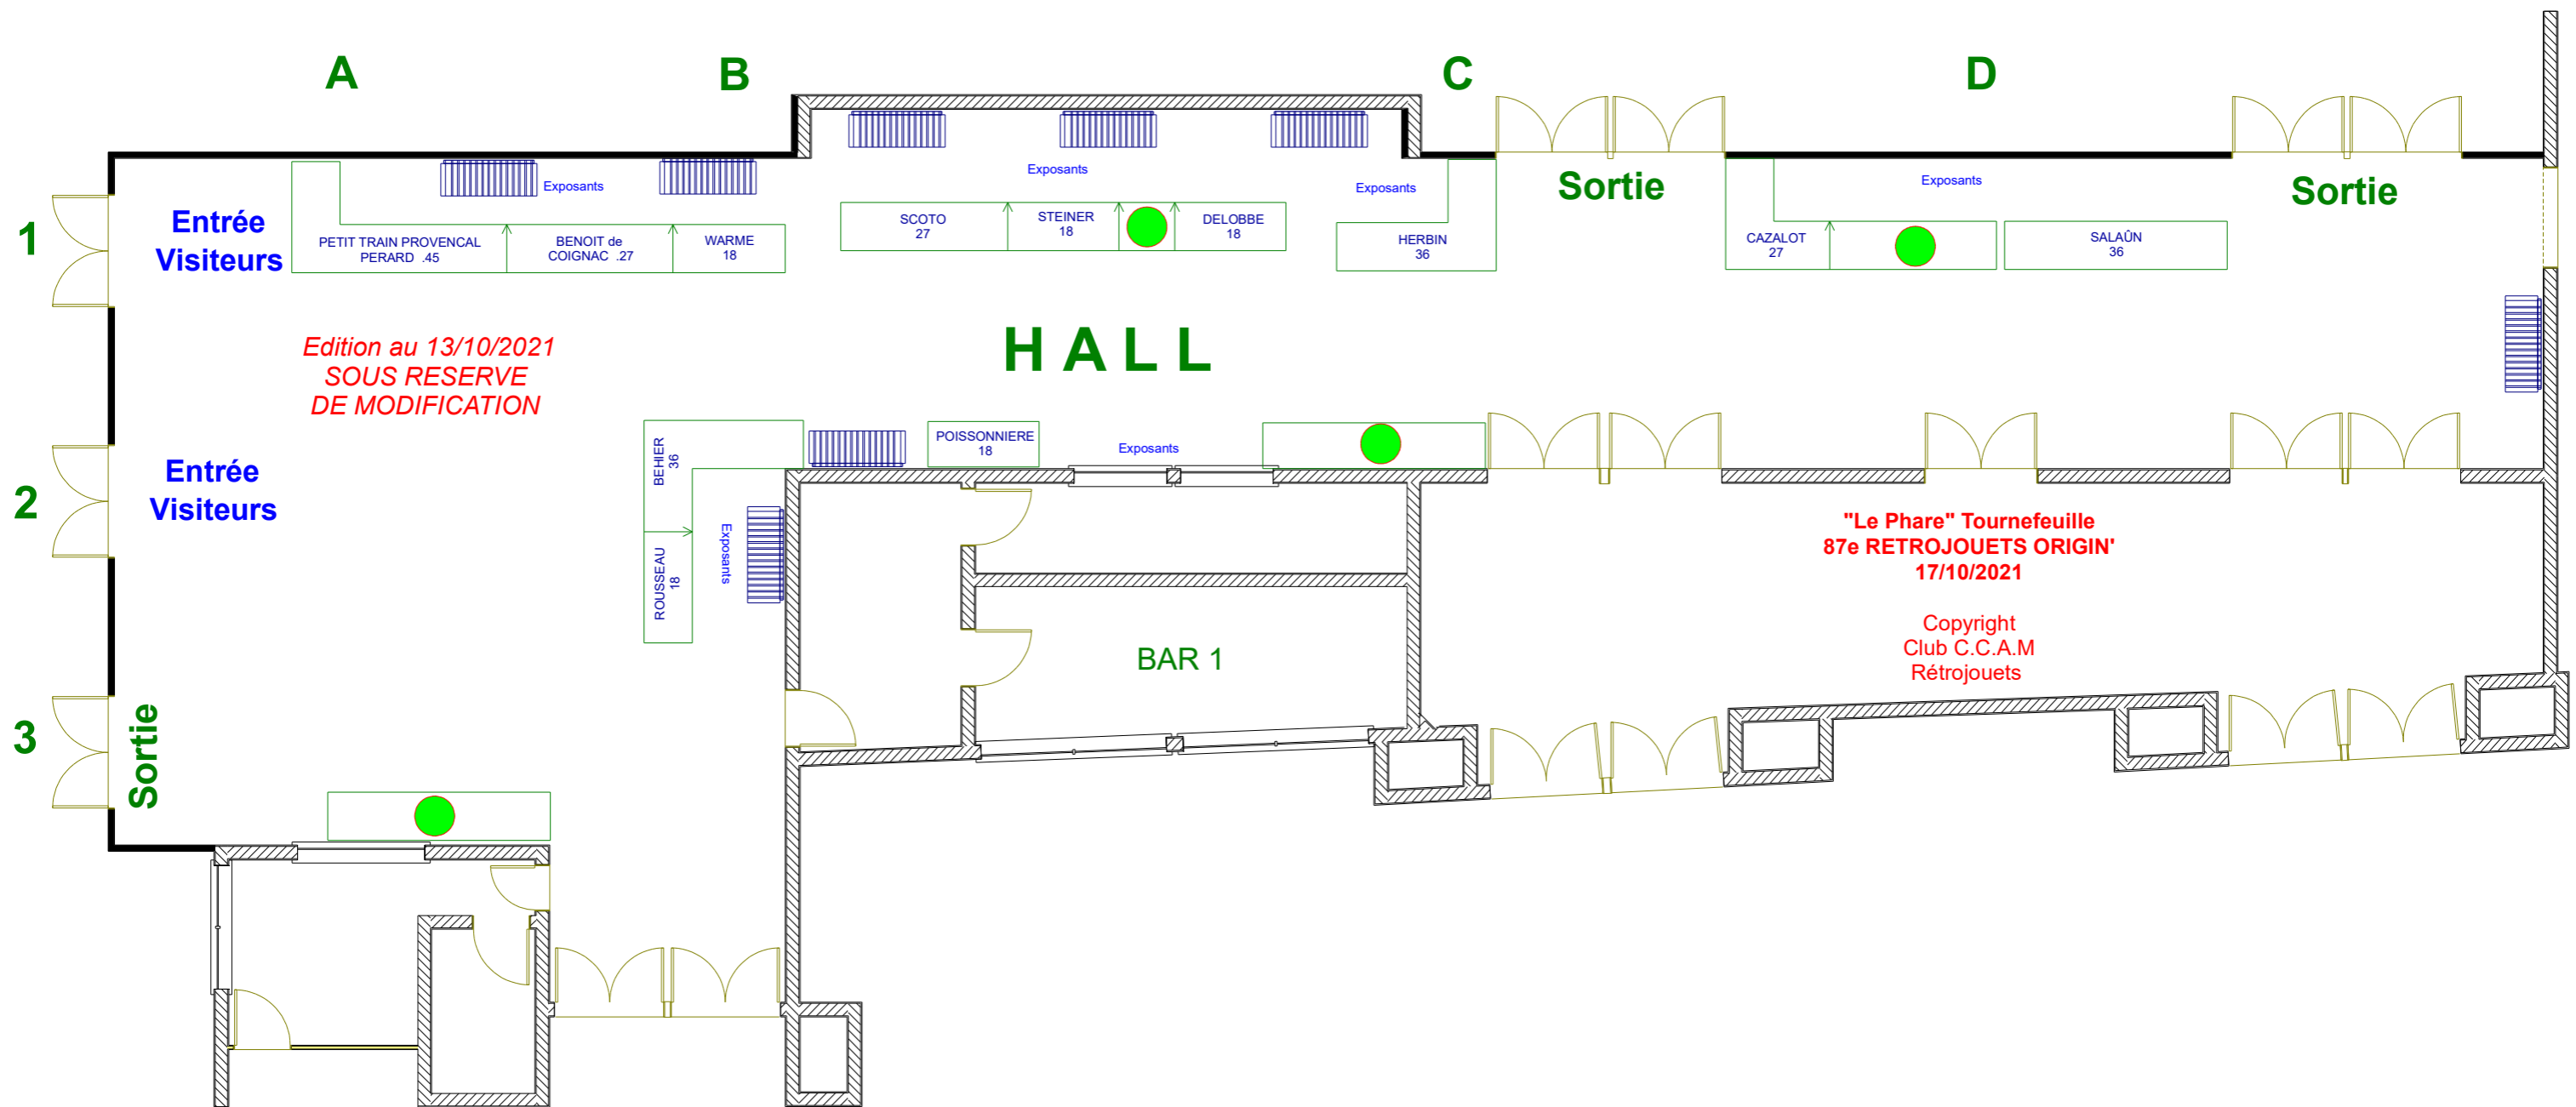 A
B
C
D
1
2
3
Entrée
Visiteurs
PETIT TRAIN PROVENCAL
PERARD .45
Exposants
BENOIT de
COIGNAC .27
WARME
18
Exposants
SCOTO
27
STEINER
18
DELOBBE
18
Exposants
HERBIN
36
Sortie
Exposants
CAZALOT
27
SALAÛN
36
Sortie
Edition au 13/10/2021
SOUS RESERVE
DE MODIFICATION
H A L L
Entrée
Visiteurs
BEHIER
36
ROUSSEAU
18
Exposants
POISSONNIERE
18
Exposants
BAR 1
"Le Phare" Tournefeuille
87e RETROJOUETS ORIGIN'
17/10/2021
Copyright
Club C.C.A.M
Rétrojouets
Sortie